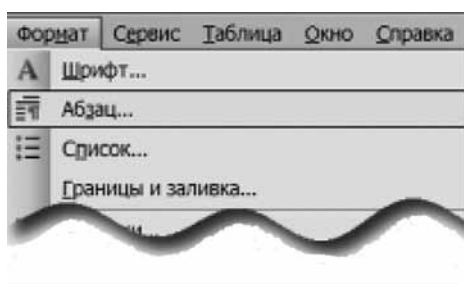 Формат Сервис Таблица Окно Справка
Шрифт...
Абзац...
Список...
Границы и заливка...